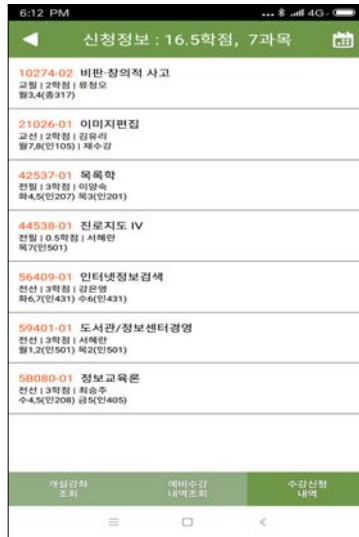 6:12 PM ... 4G
신청정보 : 16.5학점, 7과목
10274-02 비판·창의적 사고
교필 | 2학점 | 류청오
월3,4(종317)
21026-01 이미지편집
교선 | 2학점 | 김유리
월7,8(인105) | 재수강
42537-01 목록학
전필 | 3학점 | 이양숙
화4,5(인207) 목3(인201)
44538-01 진로지도 IV
전필 | 0.5학점 | 서혜란
목7(인501)
56409-01 인터넷정보검색
전선 | 3학점 | 강은영
화6,7(인431) 수6(인431)
59401-01 도서관/정보센터경영
전선 | 3학점 | 서혜란
월1,2(인501) 목2(인501)
5B080-01 정보교육론
전선 | 3학점 | 최승주
수4,5(인208) 금5(인405)
개설강좌 예비수강 수강신청
조회 내역조회 내역